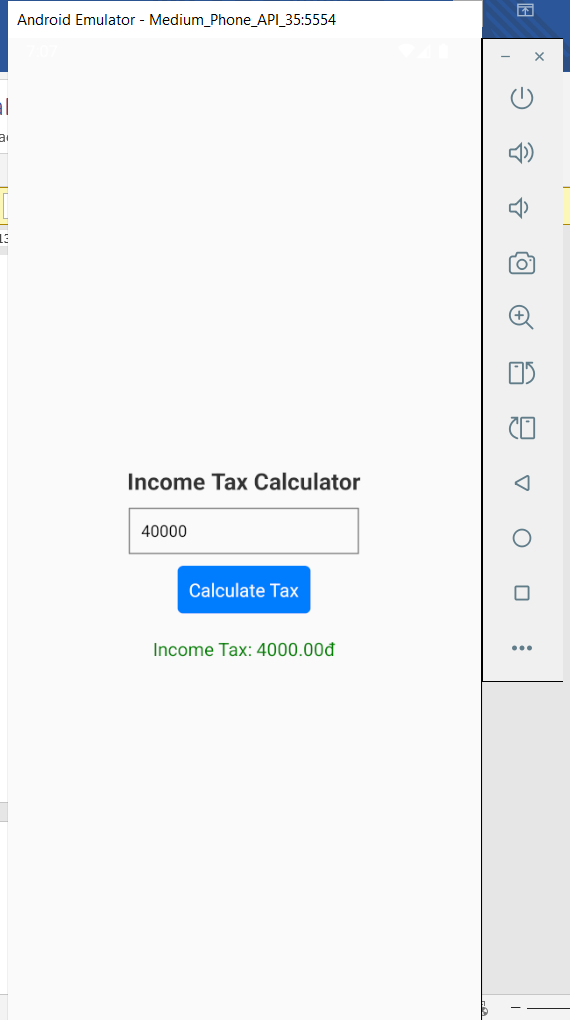 Android Emulator - Medium_Phone_API_35:5554
Income Tax Calculator
40000
Calculate Tax
Income Tax: 4000.00đ